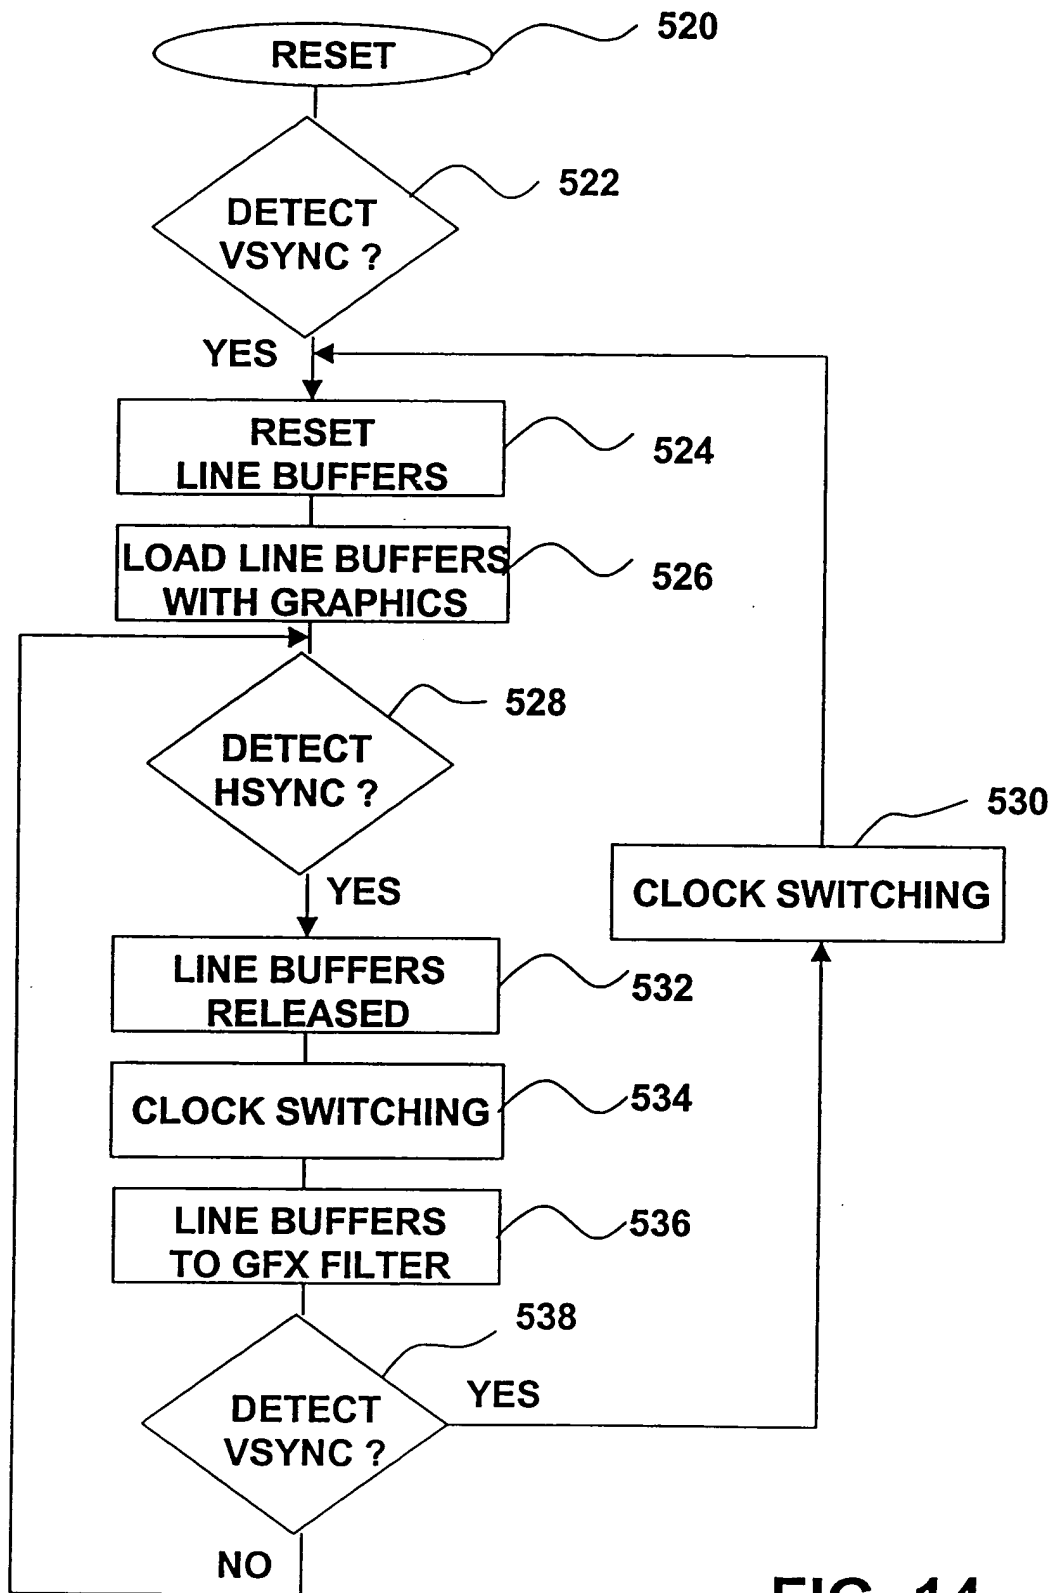 RESET
520
DETECT
VSYNC ?
522
YES
RESET
LINE BUFFERS
524
LOAD LINE BUFFERS
WITH GRAPHICS
526
DETECT
HSYNC ?
528
YES
530
CLOCK SWITCHING
LINE BUFFERS
RELEASED
532
CLOCK SWITCHING
534
LINE BUFFERS
TO GFX FILTER
536
538
DETECT
VSYNC ?
YES
NO
FIG. 14